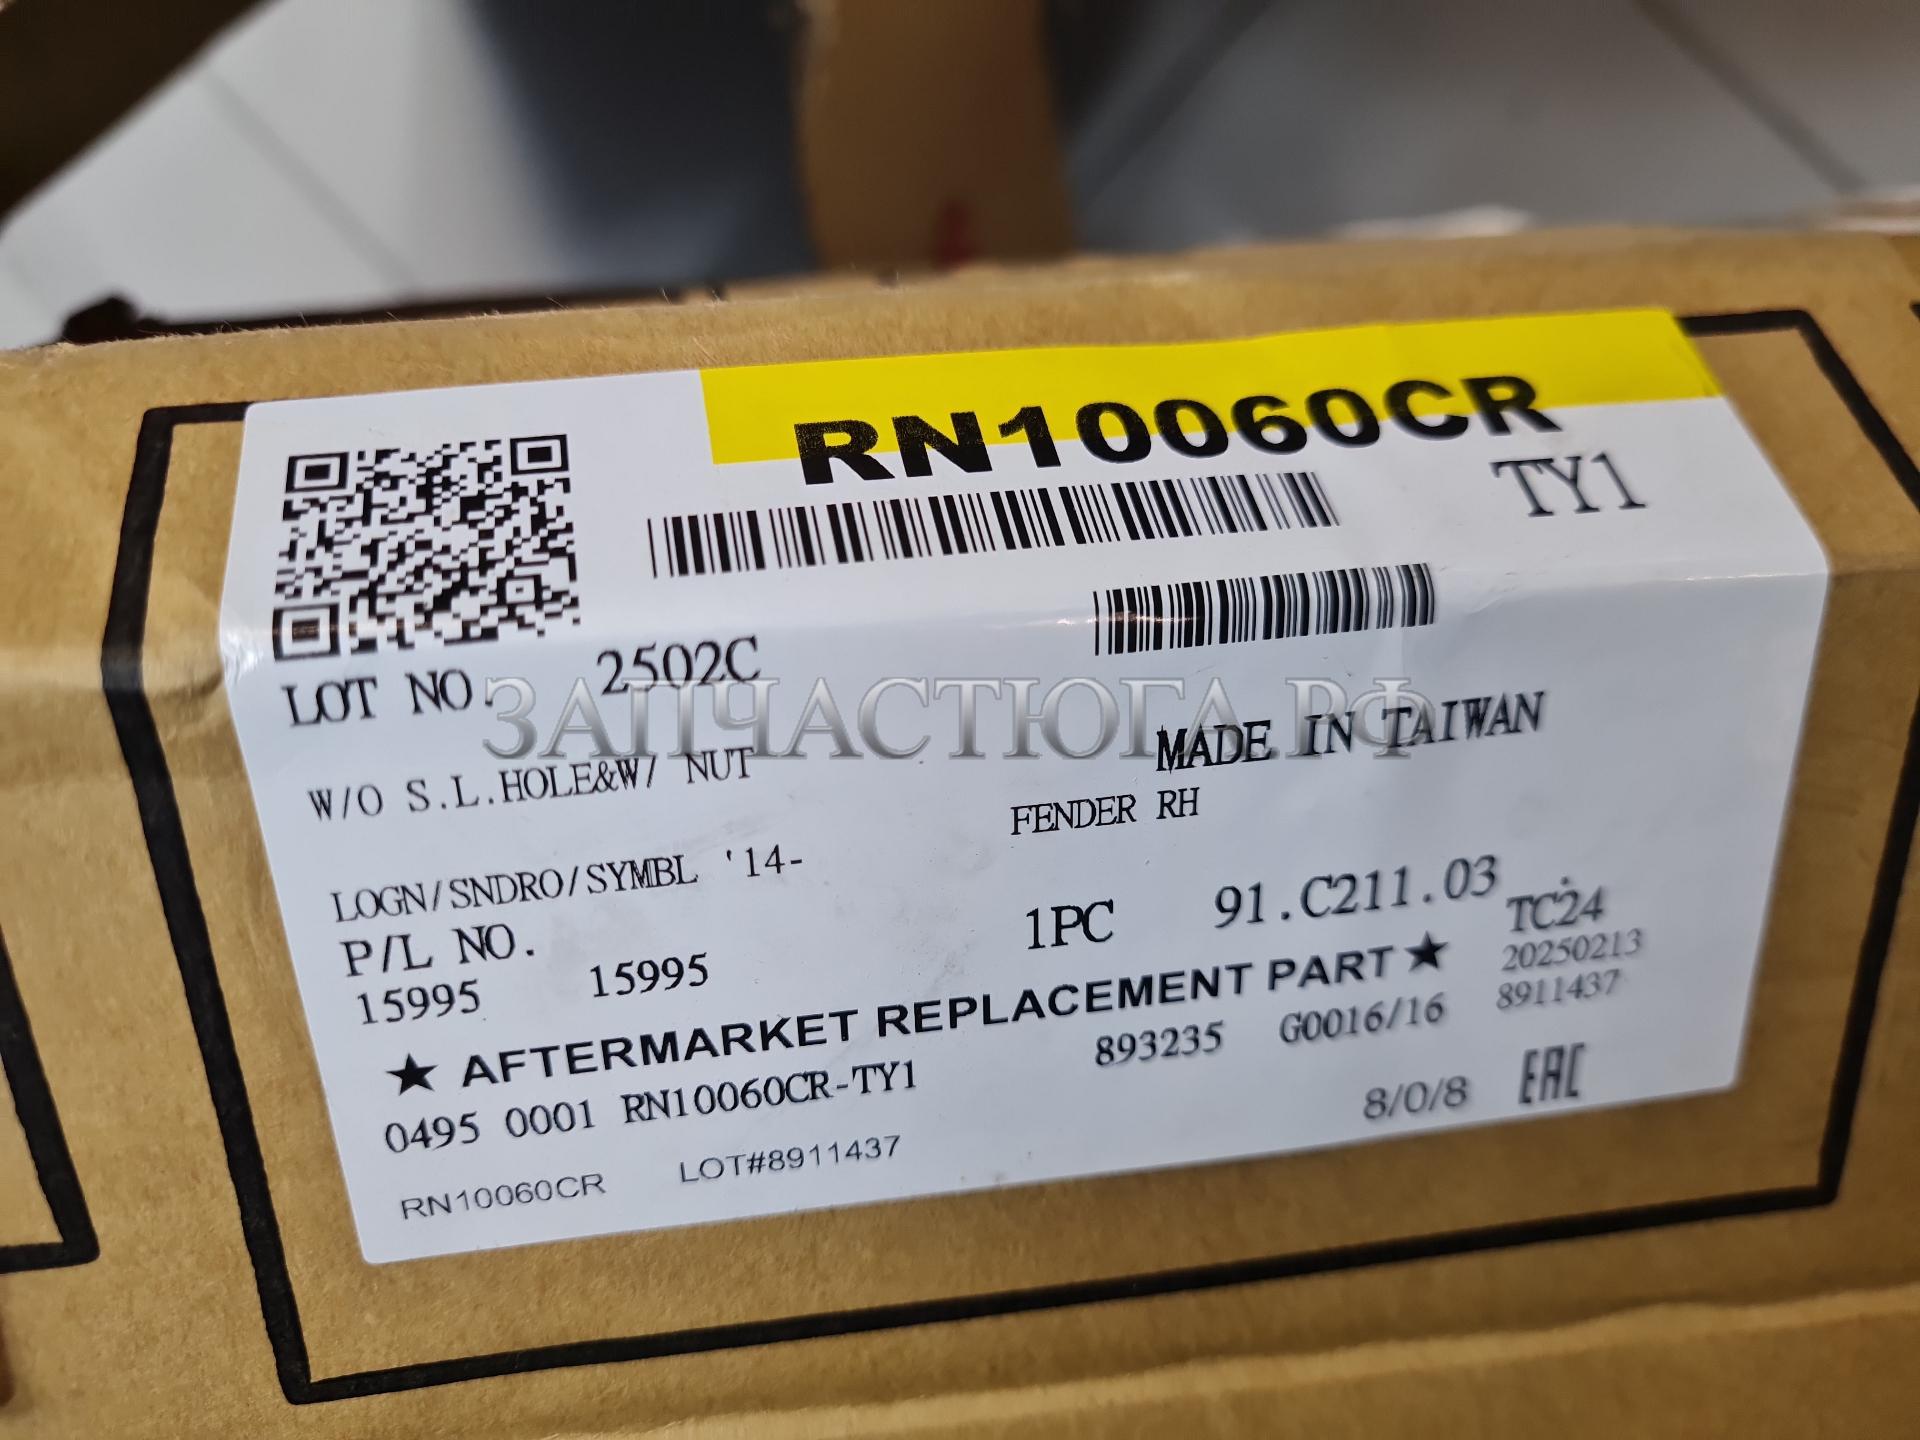 RN10060CR
TY1
LOT NO. 2502C
ЗАПЧАСТЮГА.РФ
MADE IN TAIWAN
W/O S.L.HOLE&W/ NUT
FENDER RH
LOGN/SNDRO/SYMBL '14-
P/L NO.
1PC 91.C211.03 TC24
15995 15995
20250213
★ AFTERMARKET REPLACEMENT PART ★
8911437
0495 0001 RN10060CR-TY1 893235 G0016/16
8/0/8 EAC
RN10060CR LOT#8911437